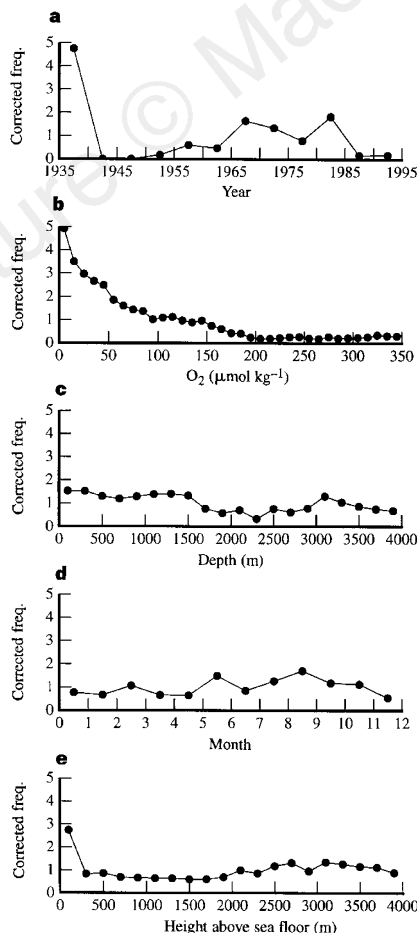 a
Corrected freq.
5
4
3
2
1
0
1935 1945 1955 1965 1975 1985 1995
Year
b
Corrected freq.
5
4
3
2
1
0
0 50 100 150 200 250 300 350
O₂ (μmol kg⁻¹)
c
Corrected freq.
5
4
3
2
1
0
0 500 1000 1500 2000 2500 3000 3500 4000
Depth (m)
d
Corrected freq.
5
4
3
2
1
0
0 1 2 3 4 5 6 7 8 9 10 11 12
Month
e
Corrected freq.
5
4
3
2
1
0
0 500 1000 1500 2000 2500 3000 3500 4000
Height above sea floor (m)
©